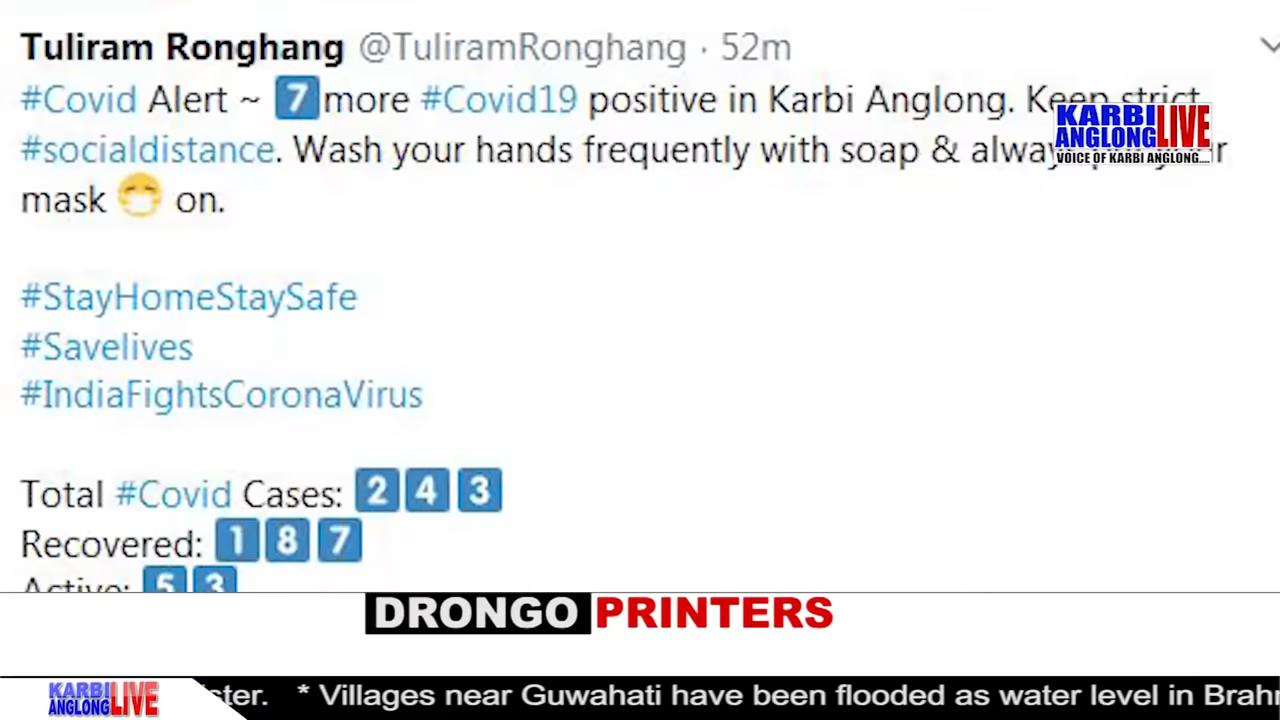 Tuliram Ronghang @TuliramRonghang · 52m
#Covid Alert ~ 7 more #Covid19 positive in Karbi Anglong. Keep strict
#socialdistance. Wash your hands frequently with soap & always
mask 😷 on.
#StayHomeStaySafe
#Savelives
#IndiaFightsCoronaVirus
Total #Covid Cases: 2 4 3
Recovered: 1 8 7
Active: 5 3
KARBI
ANGLONG LIVE
VOICE OF KARBI ANGLONG....
DRONGO PRINTERS
KARBI
ANGLONG LIVE
ster. * Villages near Guwahati have been flooded as water level in Brahm